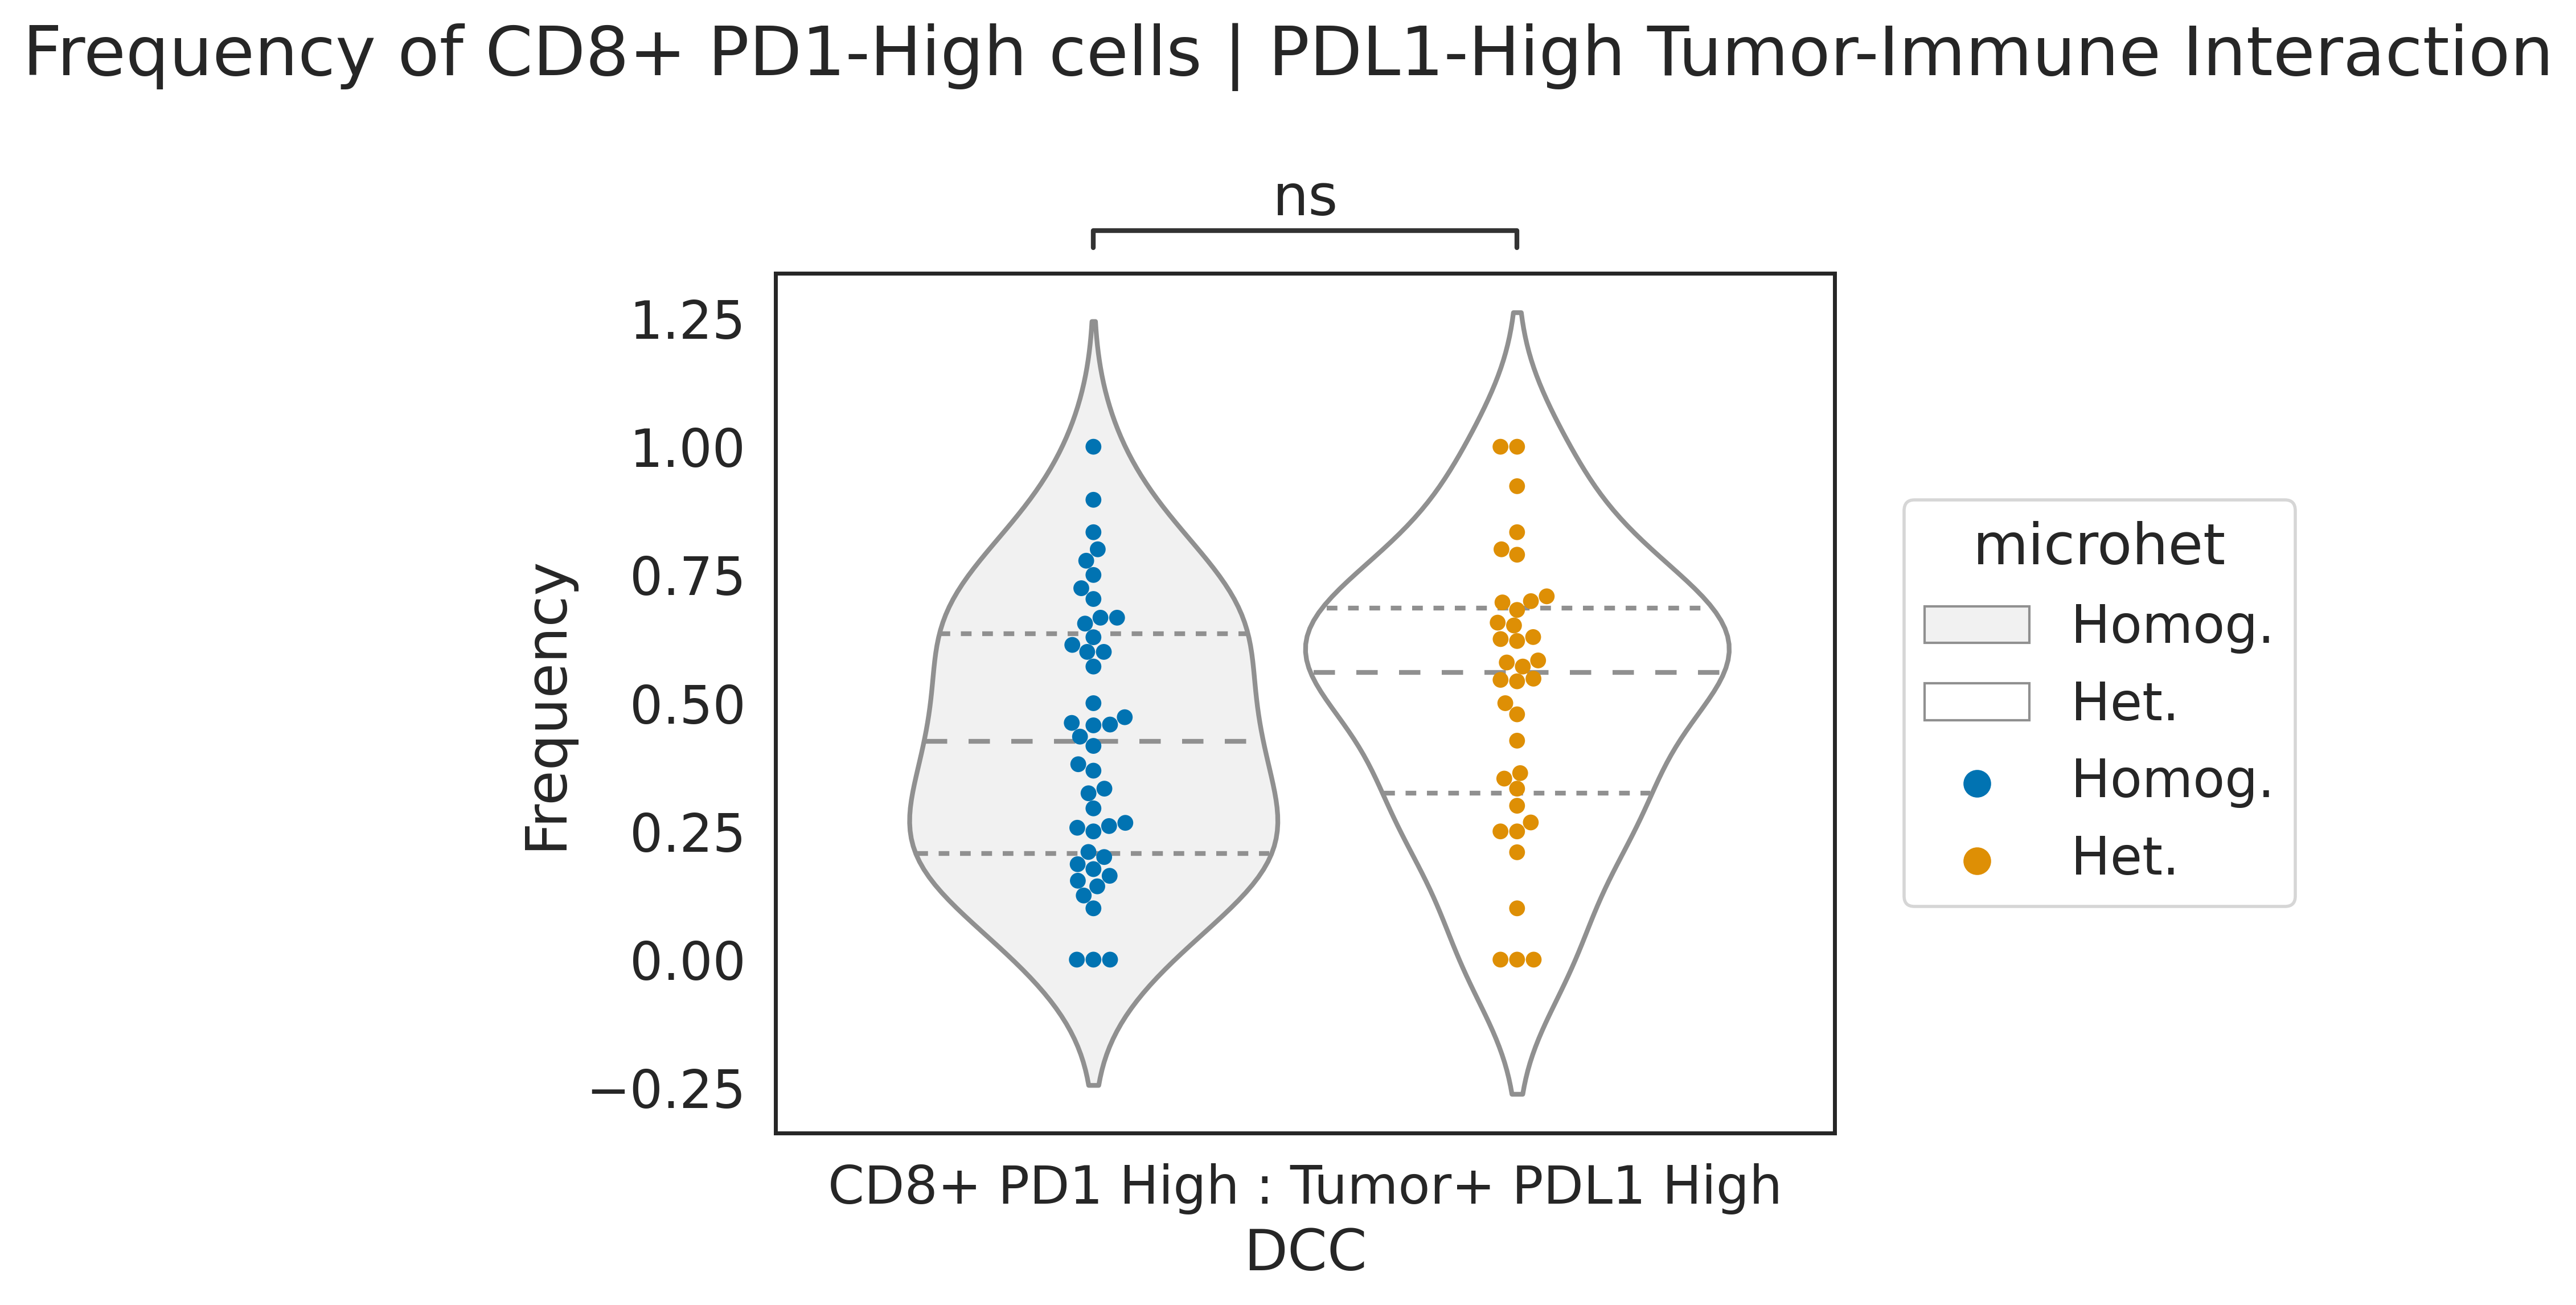 Frequency of CD8+ PD1-High cells | PDL1-High Tumor-Immune Interaction
ns
1.25
1.00
0.75
0.50
0.25
0.00
−0.25
Frequency
CD8+ PD1 High : Tumor+ PDL1 High
DCC
microhet
Homog.
Het.
Homog.
Het.